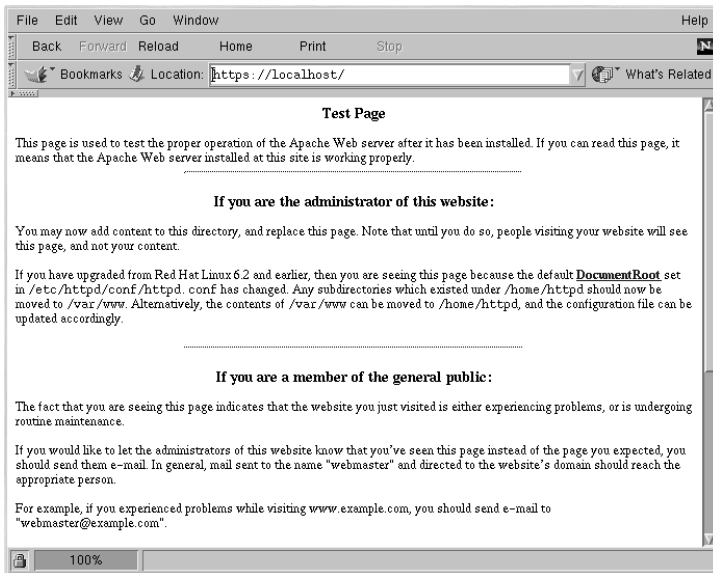 File Edit View Go Window Help
Back Forward Reload Home Print Stop N
Bookmarks Location: https://localhost/ What's Related
Test Page
This page is used to test the proper operation of the Apache Web server after it has been installed. If you can read this page, it
means that the Apache Web server installed at this site is working properly.
If you are the administrator of this website:
You may now add content to this directory, and replace this page. Note that until you do so, people visiting your website will see
this page, and not your content.
If you have upgraded from Red Hat Linux 6.2 and earlier, then you are seeing this page because the default DocumentRoot set
in /etc/httpd/conf/httpd.conf has changed. Any subdirectories which existed under /home/httpd should now be
moved to /var/www. Alternatively, the contents of /var/www can be moved to /home/httpd, and the configuration file can be
updated accordingly.
If you are a member of the general public:
The fact that you are seeing this page indicates that the website you just visited is either experiencing problems, or is undergoing
routine maintenance.
If you would like to let the administrators of this website know that you've seen this page instead of the page you expected, you
should send them e-mail. In general, mail sent to the name "webmaster" and directed to the website's domain should reach the
appropriate person.
For example, if you experienced problems while visiting www.example.com, you should send e-mail to
"webmaster@example.com".
100%